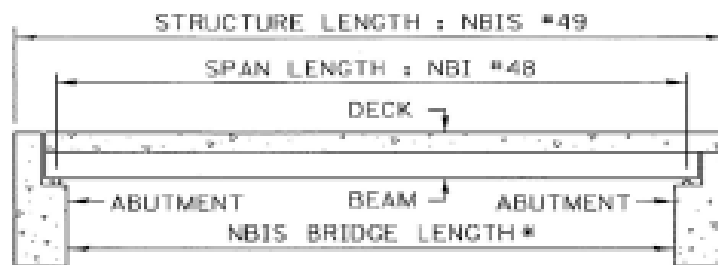 STRUCTURE LENGTH : NBIS #49
SPAN LENGTH : NBI #48
DECK
ABUTMENT BEAM ABUTMENT
NBIS BRIDGE LENGTH*